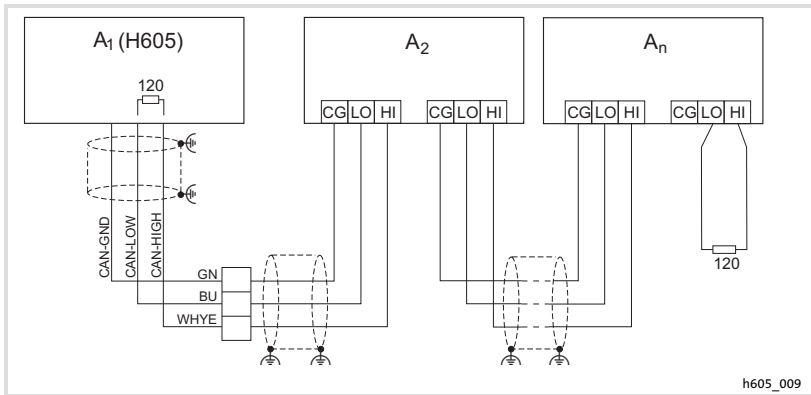 A1 (H605)
A2
An
120
CG LO HI
CG LO HI
CG LO HI
CG LO HI
CAN-GND
CAN-LOW
CAN-HIGH
GN
BU
WHYE
120
h605_009